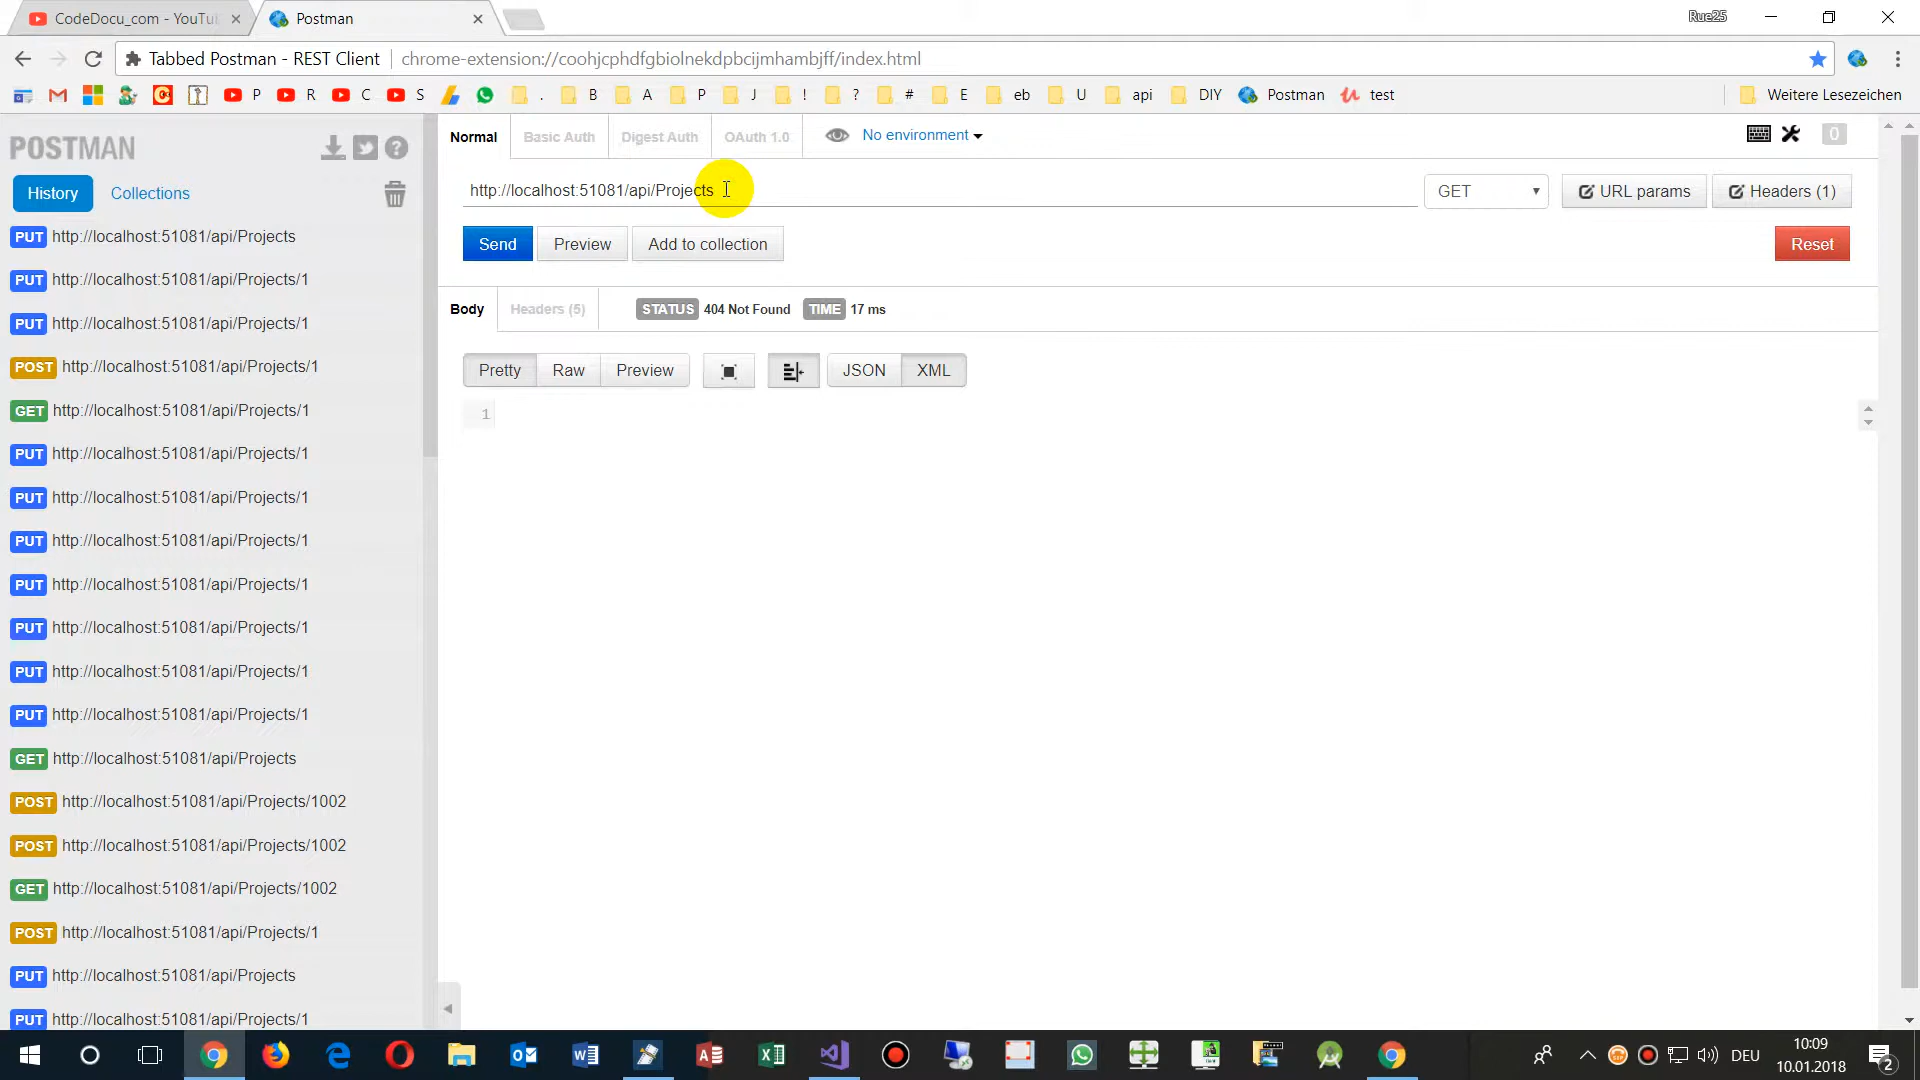 CodeDocu_com - YouTu
Postman
Rue25
Tabbed Postman - REST Client
chrome-extension://coohjcphdfgbiolnekdpbcijmhambjff/index.html
P R C S . B A P J ! ? # E eb U api DIY Postman test Weitere Lesezeichen
POSTMAN
History Collections
PUT http://localhost:51081/api/Projects
PUT http://localhost:51081/api/Projects/1
PUT http://localhost:51081/api/Projects/1
POST http://localhost:51081/api/Projects/1
GET http://localhost:51081/api/Projects/1
PUT http://localhost:51081/api/Projects/1
PUT http://localhost:51081/api/Projects/1
PUT http://localhost:51081/api/Projects/1
PUT http://localhost:51081/api/Projects/1
PUT http://localhost:51081/api/Projects/1
PUT http://localhost:51081/api/Projects/1
PUT http://localhost:51081/api/Projects/1
GET http://localhost:51081/api/Projects
POST http://localhost:51081/api/Projects/1002
POST http://localhost:51081/api/Projects/1002
GET http://localhost:51081/api/Projects/1002
POST http://localhost:51081/api/Projects/1
PUT http://localhost:51081/api/Projects
PUT http://localhost:51081/api/Projects/1
Normal Basic Auth Digest Auth OAuth 1.0 No environment 0
http://localhost:51081/api/Projects GET URL params Headers (1)
Send Preview Add to collection Reset
Body Headers (5) STATUS 404 Not Found TIME 17 ms
Pretty Raw Preview JSON XML
1
DEU
10:09
10.01.2018
2